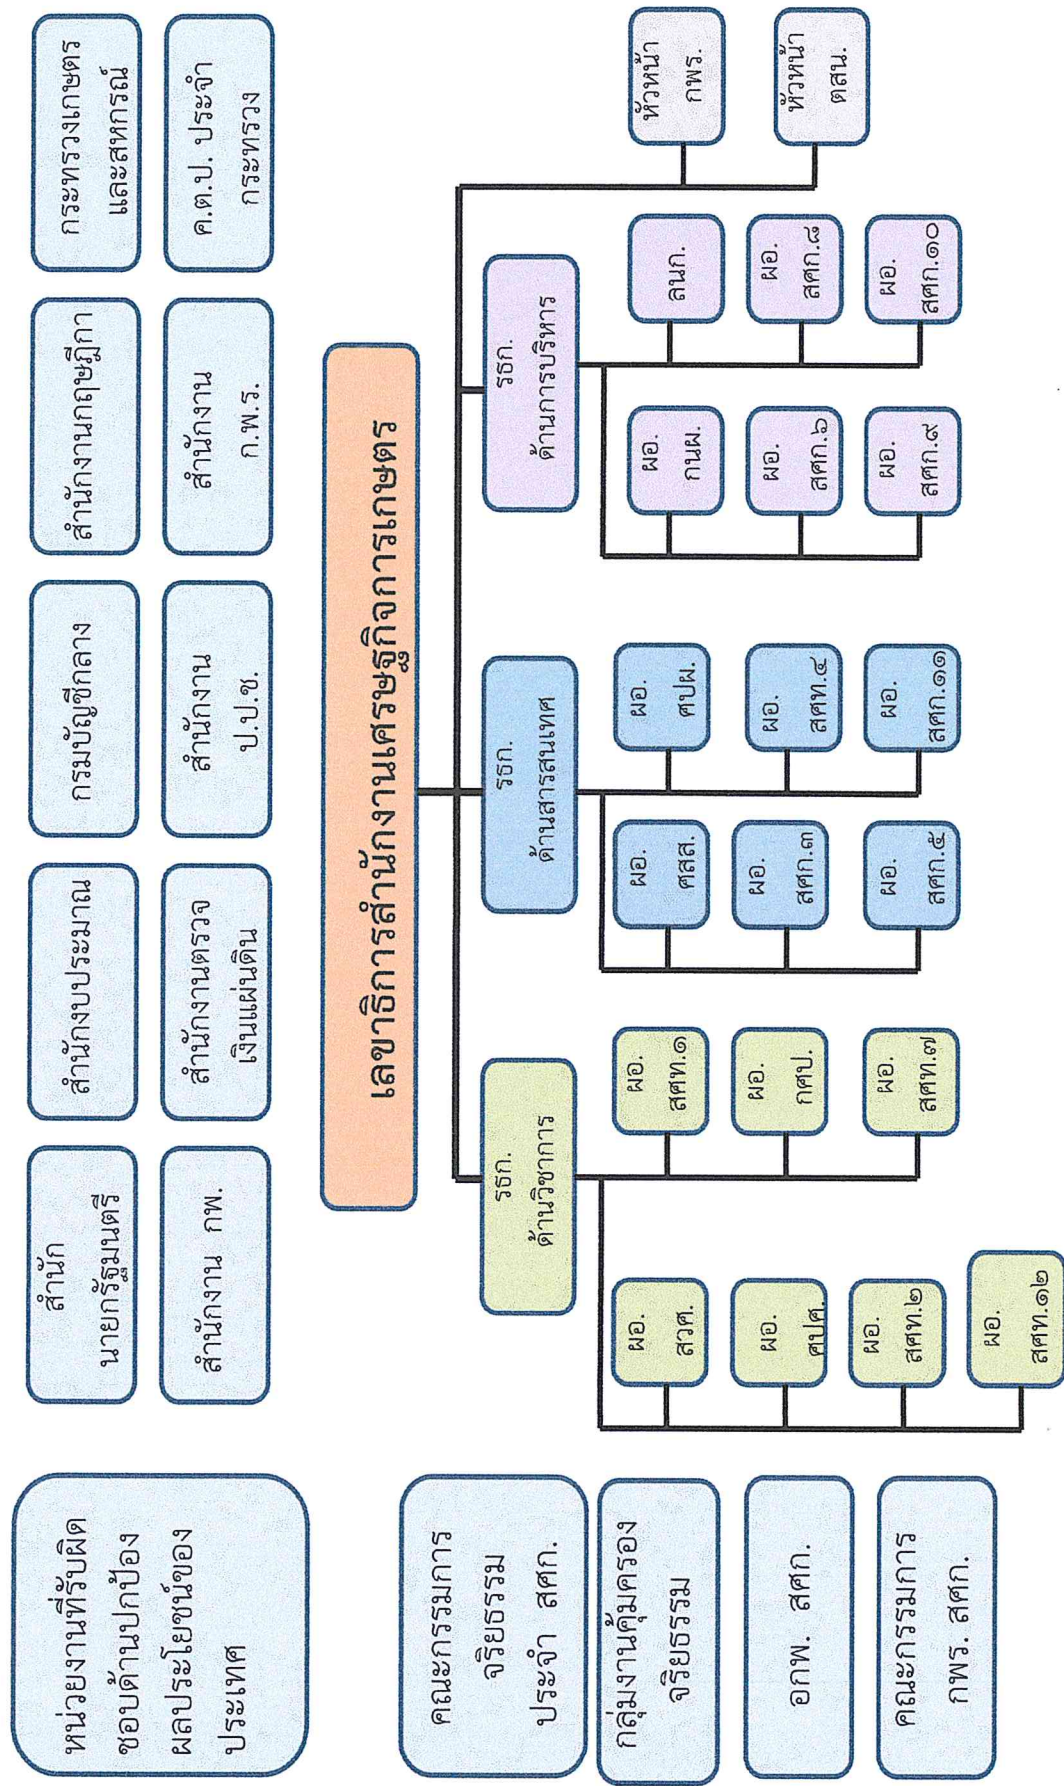 หน่วยงานที่รับผิด
ชอบด้านปกป้อง
ผลประโยชน์ของ
ประเทศ
สำนัก
นายกรัฐมนตรี
สำนักงบประมาณ
กรมบัญชีกลาง
สำนักงานกฤษฎีกา
กระทรวงเกษตร
และสหกรณ์
สำนักงาน กพ.
สำนักงานตรวจ
เงินแผ่นดิน
สำนักงาน
ป.ป.ช.
สำนักงาน
ก.พ.ร.
ค.ต.ป. ประจำ
กระทรวง
เลขาธิการสำนักงานเศรษฐกิจการเกษตร
คณะกรรมการ
จริยธรรม
ประจำ สศก.
กลุ่มงานคุ้มครอง
จริยธรรม
อกพ. สศก.
คณะกรรมการ
กพร. สศก.
รธก.
ด้านวิชาการ
รธก.
ด้านสารสนเทศ
รธก.
ด้านการบริหาร
ผอ.
สวศ.
ผอ.
สศท.๑
ผอ.
ศปศ.
ผอ.
กศป.
ผอ.
สศท.๒
ผอ.
สศท.๗
ผอ.
สศท.๑๒
ผอ.
ศสส.
ผอ.
ศปผ.
ผอ.
สศก.๓
ผอ.
สศท.๔
ผอ.
สศก.๕
ผอ.
สศก.๑๑
ผอ.
กนผ.
ลนก.
ผอ.
สศก.๖
ผอ.
สศก.๘
ผอ.
สศก.๙
ผอ.
สศก.๑๐
หัวหน้า
กพร.
หัวหน้า
ตสน.